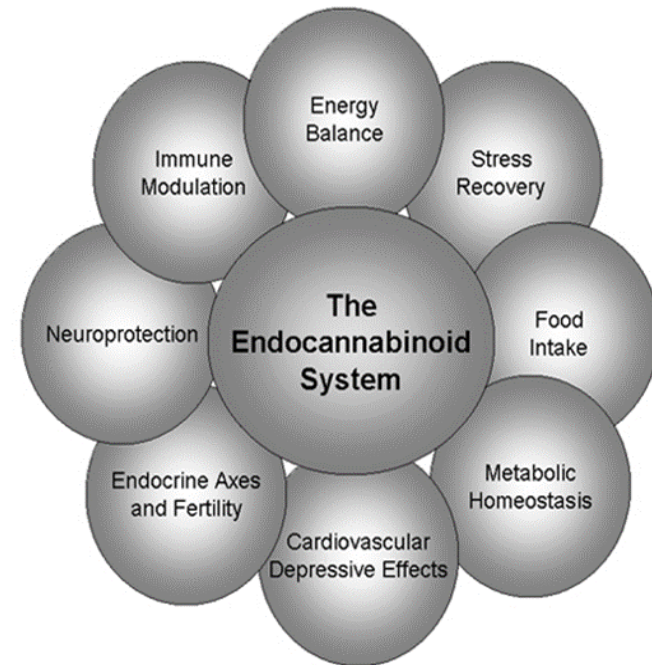 Energy
Balance
Stress
Recovery
Food
Intake
Metabolic
Homeostasis
Cardiovascular
Depressive Effects
Endocrine Axes
and Fertility
Neuroprotection
Immune
Modulation
The
Endocannabinoid
System